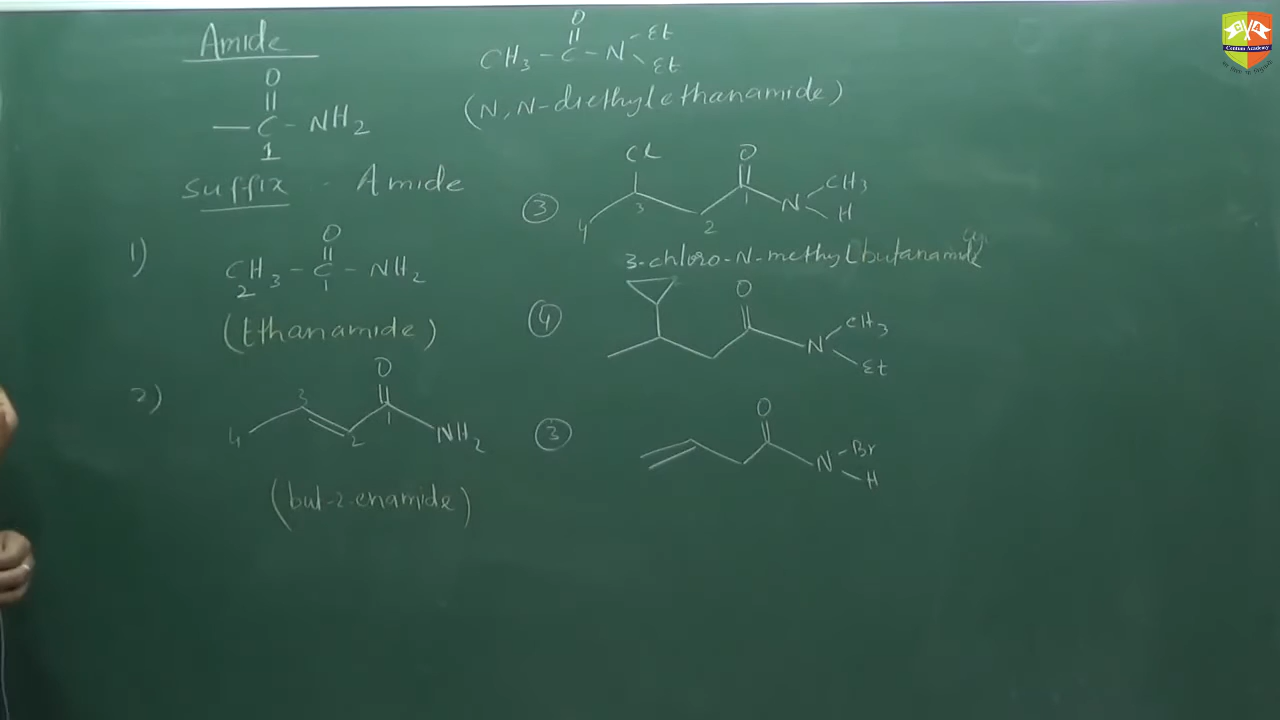 Amide
O
— C - NH2
1
suffix - Amide
1)
O
CH3 - C - NH2
2 1
(Ethanamide)
2)
O
4 3 2 1 NH2
(but-2-enamide)
O
CH3 - C - N - Et
Et
(N,N-diethylethanamide)
③
Cl O
4 3 2 1 N CH3
H
3-chloro-N-methylbutanamide
④
O
N CH3
Et
③
O
N - Br
H
Centum Academy